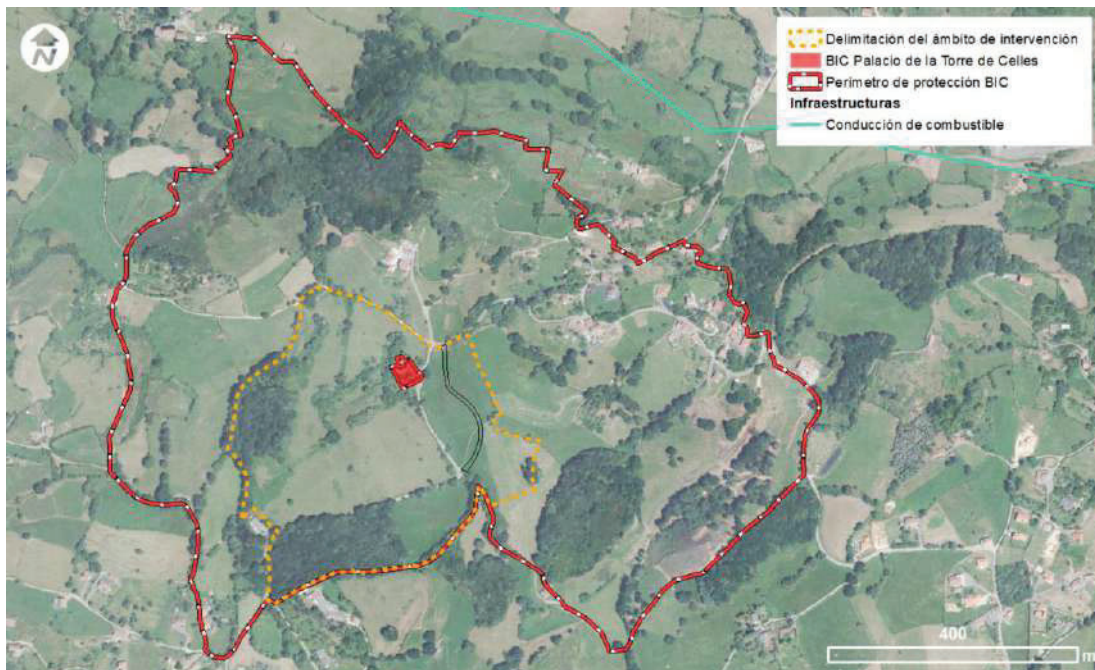 N
Delimitación del ámbito de intervención
BIC Palacio de la Torre de Celles
Perímetro de protección BIC
Infraestructuras
Conducción de combustible
400
m